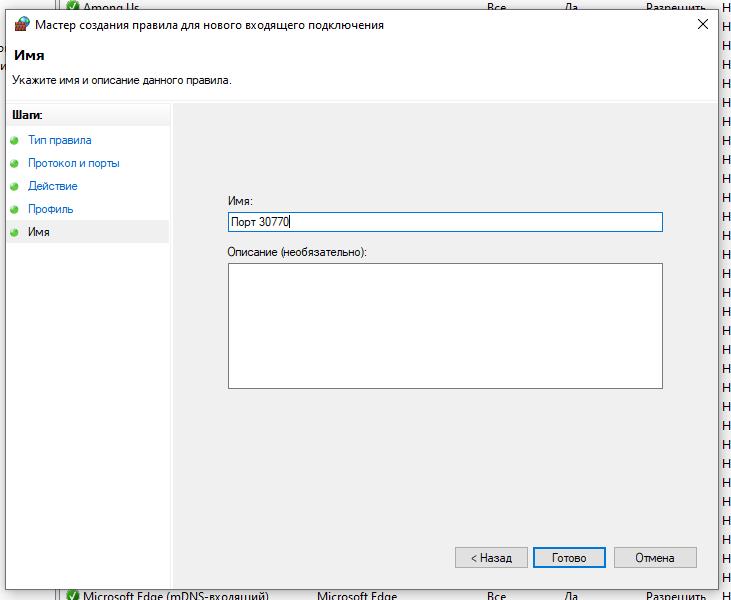 Among Us Все Да Разрешить Н
Мастер создания правила для нового входящего подключения
Имя
Укажите имя и описание данного правила.
Шаги:
Тип правила
Протокол и порты
Действие
Профиль
Имя
Имя:
Порт 30770
Описание (необязательно):
< Назад Готово Отмена
Microsoft Edge (mDNS-входящий) Microsoft Edge Все Да Разрешить Н